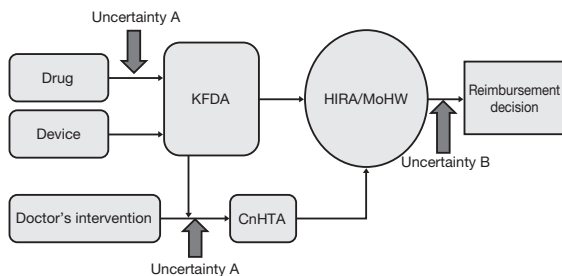 Uncertainty A
Drug
Device
KFDA
HIRA/MoHW
Reimbursement
decision
Uncertainty B
Doctor's intervention
CnHTA
Uncertainty A